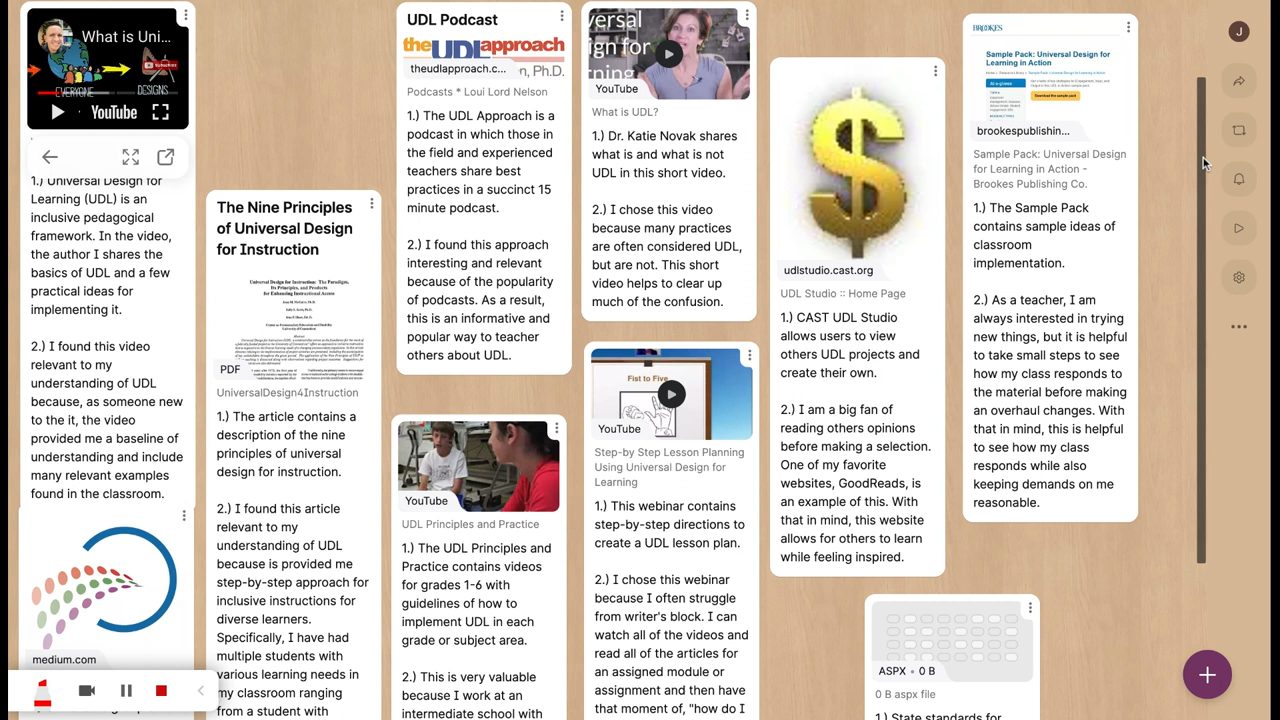 What is Uni...
EVERYONE
DESIGNS
YouTube
1.) Universal Design for
Learning (UDL) is an
inclusive pedagogical
framework. In the video,
the author I shares the
basics of UDL and a few
practical ideas for
implementing it.
2.) I found this video
relevant to my
understanding of UDL
because, as someone new
to the it, the video
provided me a baseline of
understanding and include
many relevant examples
found in the classroom.
medium.com
The Nine Principles
of Universal Design
for Instruction
Universal Design for Instruction: The Paradigm,
Its Principles, and Products
for Enhancing Instructional Access
PDF
UniversalDesign4Instruction
1.) The article contains a
description of the nine
principles of universal
design for instruction.
2.) I found this article
relevant to my
understanding of UDL
because is provided me
step-by-step approach for
inclusive instructions for
diverse learners.
Specifically, I have had
multiple students with
various learning needs in
my classroom ranging
from a student with
UDL Podcast
the UDL approach
theudlapproach.c...
n, Ph.D.
Podcasts * Loui Lord Nelson
1.) The UDL Approach is a
podcast in which those in
the field and experienced
teachers share best
practices in a succinct 15
minute podcast.
2.) I found this approach
interesting and relevant
because of the popularity
of podcasts. As a result,
this is an informative and
popular way to teacher
others about UDL.
YouTube
UDL Principles and Practice
1.) The UDL Principles and
Practice contains videos
for grades 1-6 with
guidelines of how to
implement UDL in each
grade or subject area.
2.) This is very valuable
because I work at an
intermediate school with
versal
ign for
rning
YouTube
What is UDL?
1.) Dr. Katie Novak shares
what is and what is not
UDL in this short video.
2.) I chose this video
because many practices
are often considered UDL,
but are not. This short
video helps to clear up
much of the confusion.
Fist to Five
YouTube
Step-by Step Lesson Planning
Using Universal Design for
Learning
1.) This webinar contains
step-by-step directions to
create a UDL lesson plan.
2.) I chose this webinar
because I often struggle
from writer's block. I can
watch all of the videos and
read all of the articles for
an assigned module or
assignment and then have
that moment of, "how do I
udlstudio.cast.org
UDL Studio :: Home Page
1.) CAST UDL Studio
allows users to view
others UDL projects and
create their own.
2.) I am a big fan of
reading others opinions
before making a selection.
One of my favorite
websites, GoodReads, is
an example of this. With
that in mind, this website
allows for others to learn
while feeling inspired.
BROOKES
Sample Pack: Universal Design for
Learning in Action
Download the sample pack
brookespublishin...
Sample Pack: Universal Design
for Learning in Action -
Brookes Publishing Co.
1.) The Sample Pack
contains sample ideas of
classroom
implementation.
2.) As a teacher, I am
always interested in trying
new things, but it is helpful
to take small steps to see
how my class responds to
the material before making
an overhaul changes. With
that in mind, this is helpful
to see how my class
responds while also
keeping demands on me
reasonable.
ASPX • 0 B
0 B aspx file
1.) State standards for
J